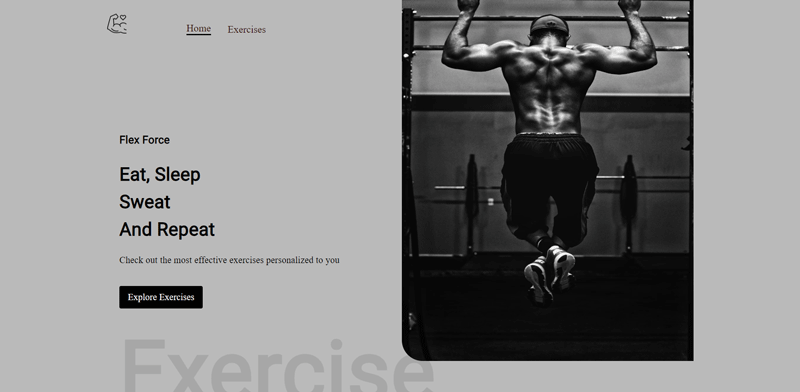 Home
Exercises
Flex Force
Eat, Sleep
Sweat
And Repeat
Check out the most effective exercises personalized to you
Explore Exercises
Exercise